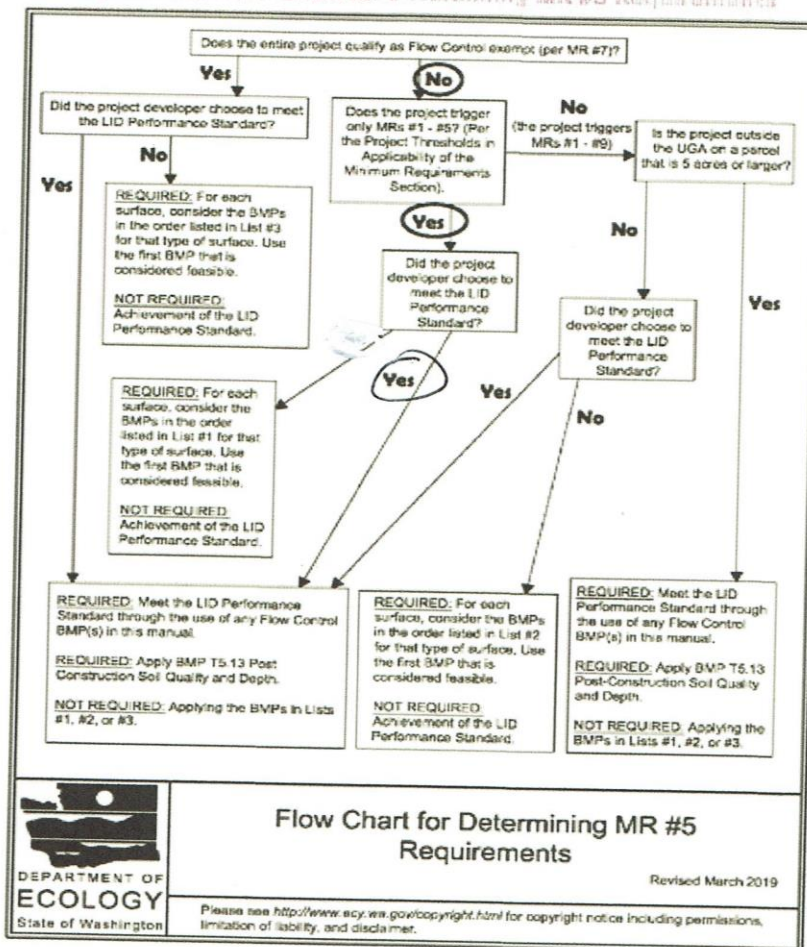 Does the entire project qualify as Flow Control exempt (per MR #7)?
Yes
No
Did the project developer choose to meet
the LID Performance Standard?
Does the project trigger
only MRs #1 - #5? (Per
the Project Thresholds in
Applicability of the
Minimum Requirements
Section).
No
(the project triggers
MRs #1 - #9)
Is the project outside
the UGA on a parcel
that is 5 acres or larger?
Yes
No
REQUIRED: For each
surface, consider the BMPs
in the order listed in List #3
for that type of surface. Use
the first BMP that is
considered feasible.
NOT REQUIRED:
Achievement of the LID
Performance Standard.
Yes
No
Did the project
developer choose to
meet the LID
Performance
Standard?
Did the project
developer choose to
meet the LID
Performance
Standard?
Yes
Yes
Yes
No
REQUIRED: For each
surface, consider the
BMPs in the order
listed in List #1 for that
type of surface. Use
the first BMP that is
considered feasible.
NOT REQUIRED:
Achievement of the LID
Performance Standard.
REQUIRED: Meet the LID Performance
Standard through the use of any Flow Control
BMP(s) in this manual.
REQUIRED: Apply BMP T5.13 Post
Construction Soil Quality and Depth.
NOT REQUIRED: Applying the BMPs in Lists
#1, #2, or #3.
REQUIRED: For each
surface, consider the BMPs
in the order listed in List #2
for that type of surface. Use
the first BMP that is
considered feasible.
NOT REQUIRED:
Achievement of the LID
Performance Standard.
REQUIRED: Meet the LID
Performance Standard through
the use of any Flow Control
BMP(s) in this manual.
REQUIRED: Apply BMP T5.13
Post-Construction Soil Quality
and Depth.
NOT REQUIRED: Applying the
BMPs in Lists #1, #2, or #3.
DEPARTMENT OF
ECOLOGY
State of Washington
Flow Chart for Determining MR #5
Requirements
Revised March 2019
Please see http://www.ecy.wa.gov/copyright.html for copyright notice including permissions,
limitation of liability, and disclaimer.